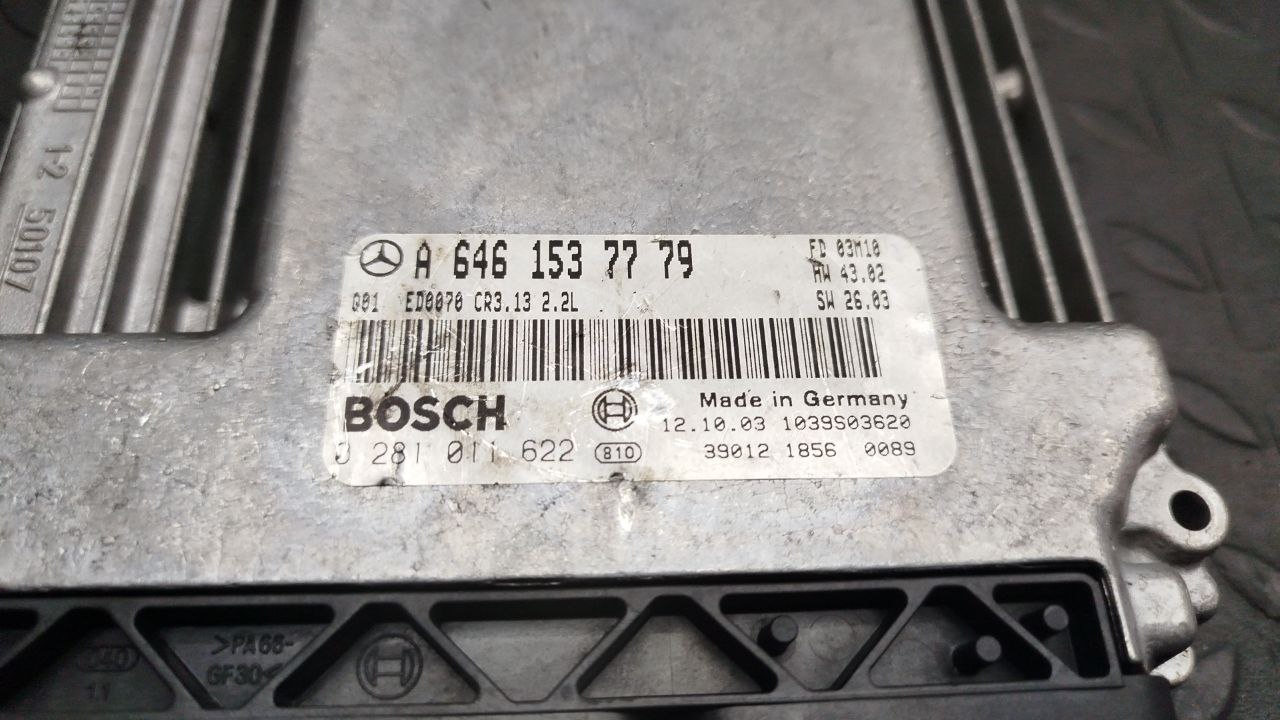 A 646 153 77 79
FD 03M10
HW 43.02
Q01 ED0070 CR3.13 2.2L
SW 26.03
BOSCH
Made in Germany
12.10.03 1039S03620
0 281 011 622 810
39012 1856 0089
1-2 50107
>PA66-
GF30<
11